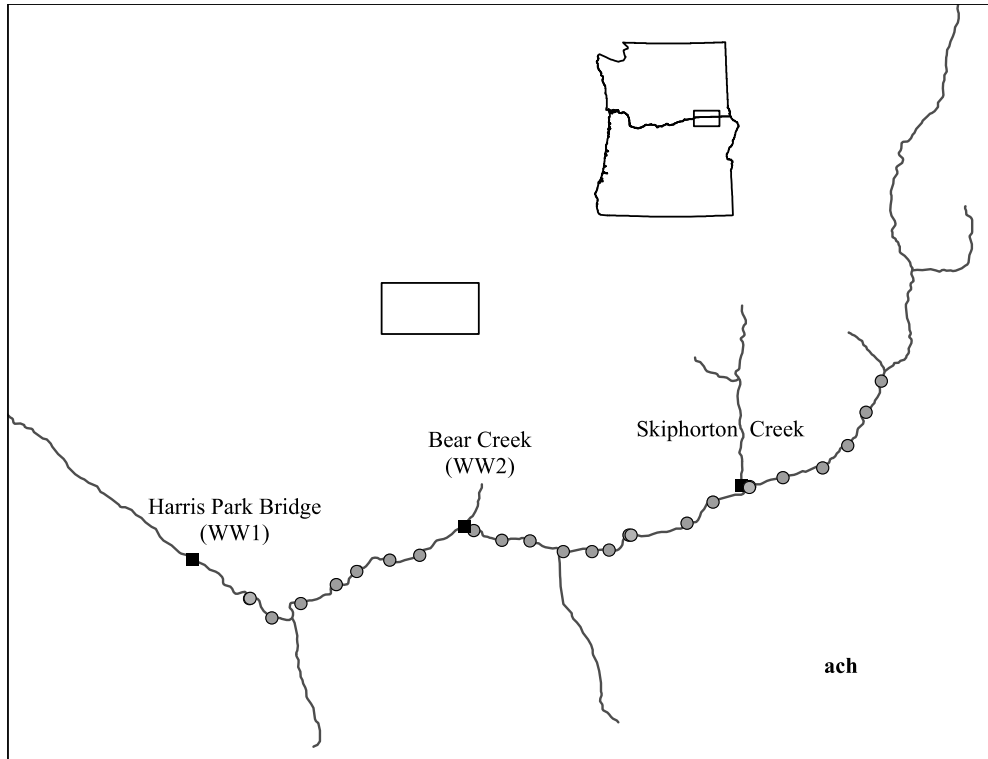 Skiphorton Creek
Bear Creek
(WW2)
Harris Park Bridge
(WW1)
ach